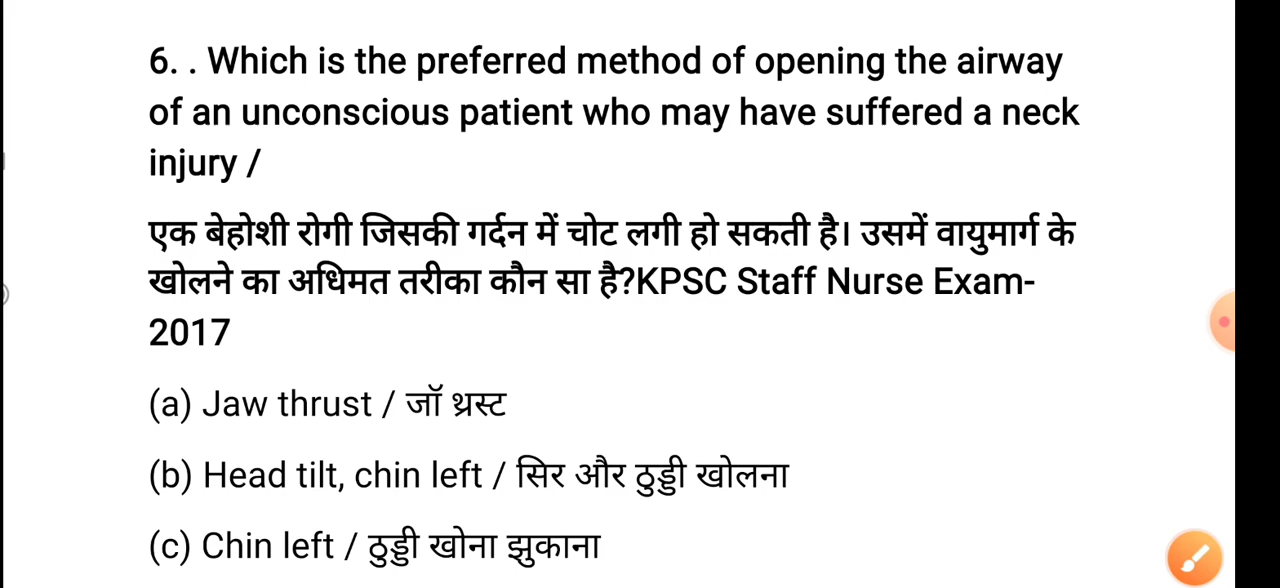 6. . Which is the preferred method of opening the airway
of an unconscious patient who may have suffered a neck
injury /
एक बेहोशी रोगी जिसकी गर्दन में चोट लगी हो सकती है। उसमें वायुमार्ग के
खोलने का अधिमत तरीका कौन सा है?KPSC Staff Nurse Exam-
2017
(a) Jaw thrust / जॉ थ्रस्ट
(b) Head tilt, chin left / सिर और ठुड्डी खोलना
(c) Chin left / ठुड्डी खोना झुकाना